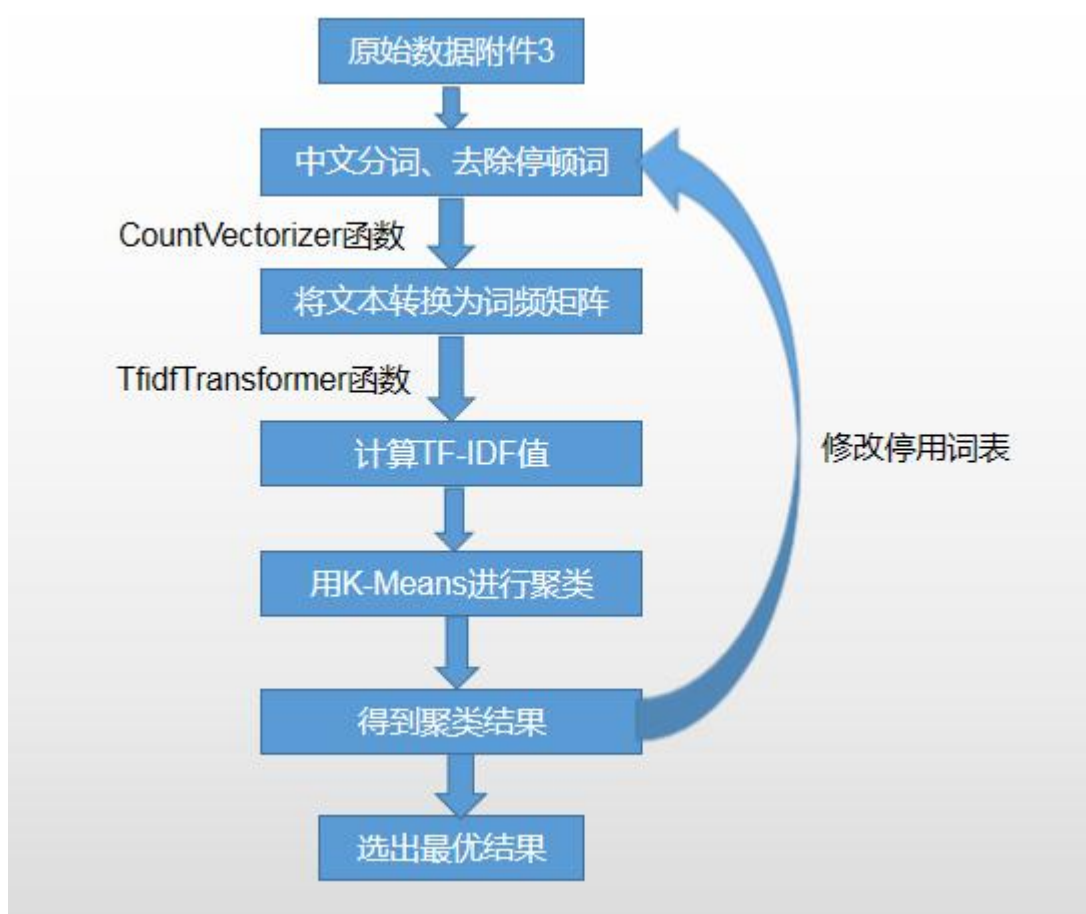 原始数据附件3
中文分词、去除停顿词
CountVectorizer函数
将文本转换为词频矩阵
TfidfTransformer函数
计算TF-IDF值
修改停用词表
用K-Means进行聚类
得到聚类结果
选出最优结果